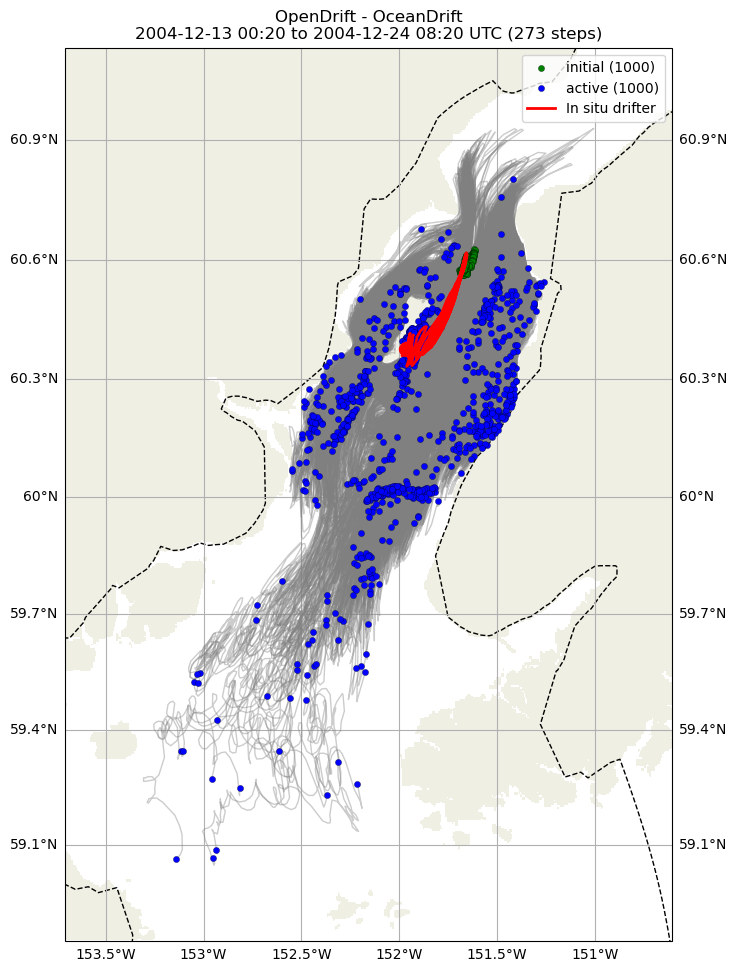 OpenDrift - OceanDrift
2004-12-13 00:20 to 2004-12-24 08:20 UTC (273 steps)
initial (1000)
active (1000)
In situ drifter
60.9°N 60.9°N
60.6°N 60.6°N
60.3°N 60.3°N
60°N 60°N
59.7°N 59.7°N
59.4°N 59.4°N
59.1°N 59.1°N
153.5°W 153°W 152.5°W 152°W 151.5°W 151°W